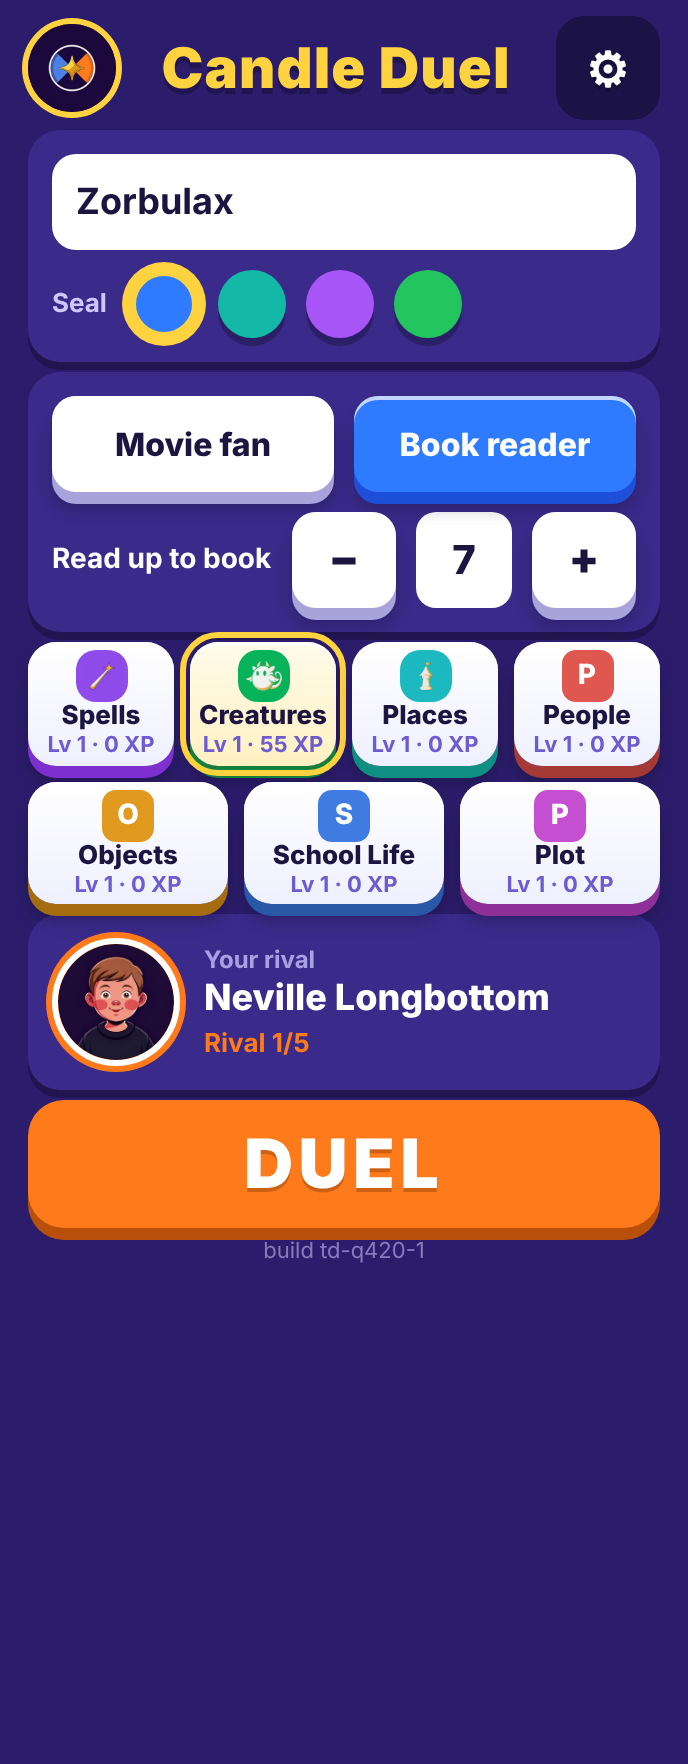 Candle Duel
Zorbulax
Seal
Movie fan
Book reader
Read up to book
−
7
+
Spells
Lv 1 · 0 XP
Creatures
Lv 1 · 55 XP
Places
Lv 1 · 0 XP
P
People
Lv 1 · 0 XP
O
Objects
Lv 1 · 0 XP
S
School Life
Lv 1 · 0 XP
P
Plot
Lv 1 · 0 XP
Your rival
Neville Longbottom
Rival 1/5
DUEL
build td-q420-1